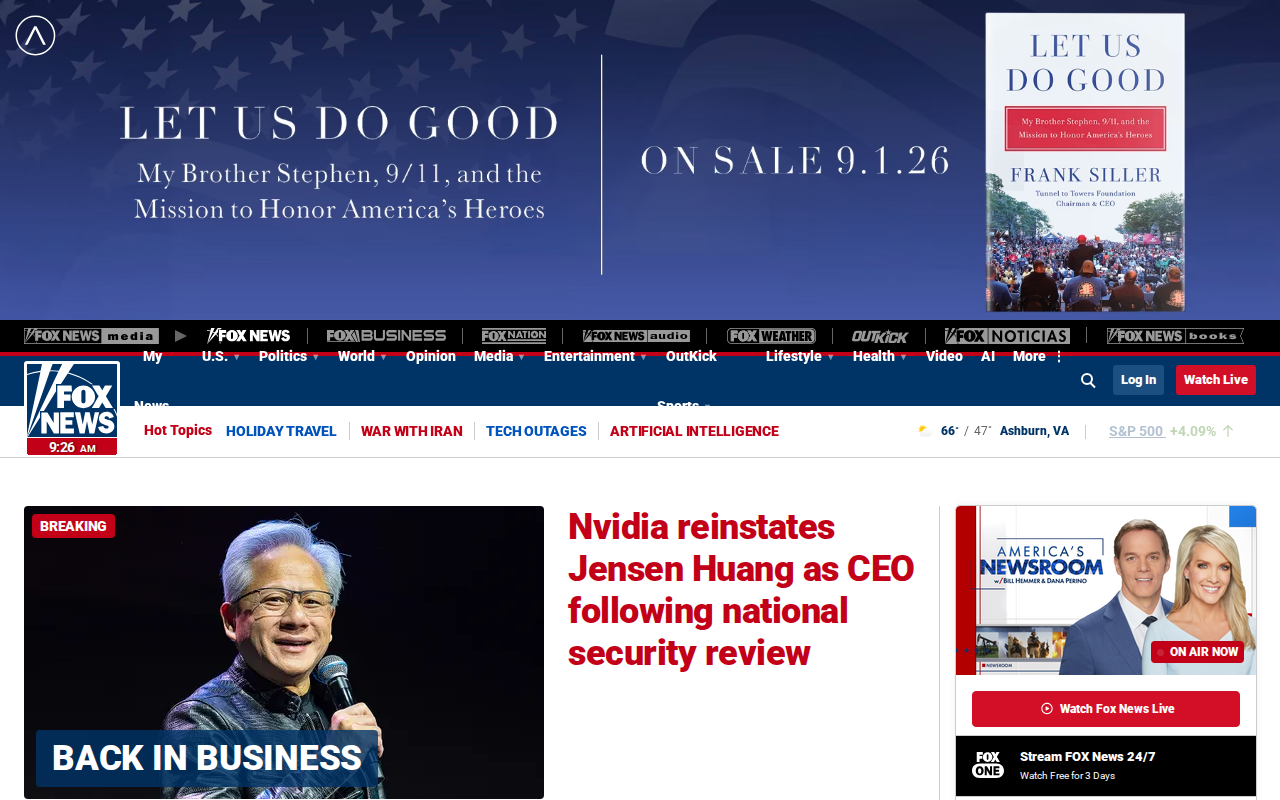 LET US DO GOOD
My Brother Stephen, 9/11, and the
Mission to Honor America's Heroes
ON SALE 9.1.26
LET US
DO GOOD
My Brother Stephen, 9/11, and the
Mission to Honor America's Heroes
FRANK SILLER
Tunnel to Towers Foundation
Chairman & CEO
FOX NEWS media
FOX NEWS
FOX BUSINESS
FOX NATION
FOX NEWS audio
FOX WEATHER
OUTKICK
FOX NOTICIAS
FOX NEWS books
My News
U.S.
Politics
World
Opinion
Media
Entertainment
OutKick Sports
Lifestyle
Health
Video
AI
More
Log In
Watch Live
FOX NEWS
9:26 AM
Hot Topics
HOLIDAY TRAVEL
WAR WITH IRAN
TECH OUTAGES
ARTIFICIAL INTELLIGENCE
66° / 47° Ashburn, VA
S&P 500 +4.09%
BREAKING
BACK IN BUSINESS
Nvidia reinstates
Jensen Huang as CEO
following national
security review
AMERICA'S
NEWSROOM
w/BILL HEMMER & DANA PERINO
NEWSROOM
ON AIR NOW
Watch Fox News Live
FOX ONE
Stream FOX News 24/7
Watch Free for 3 Days